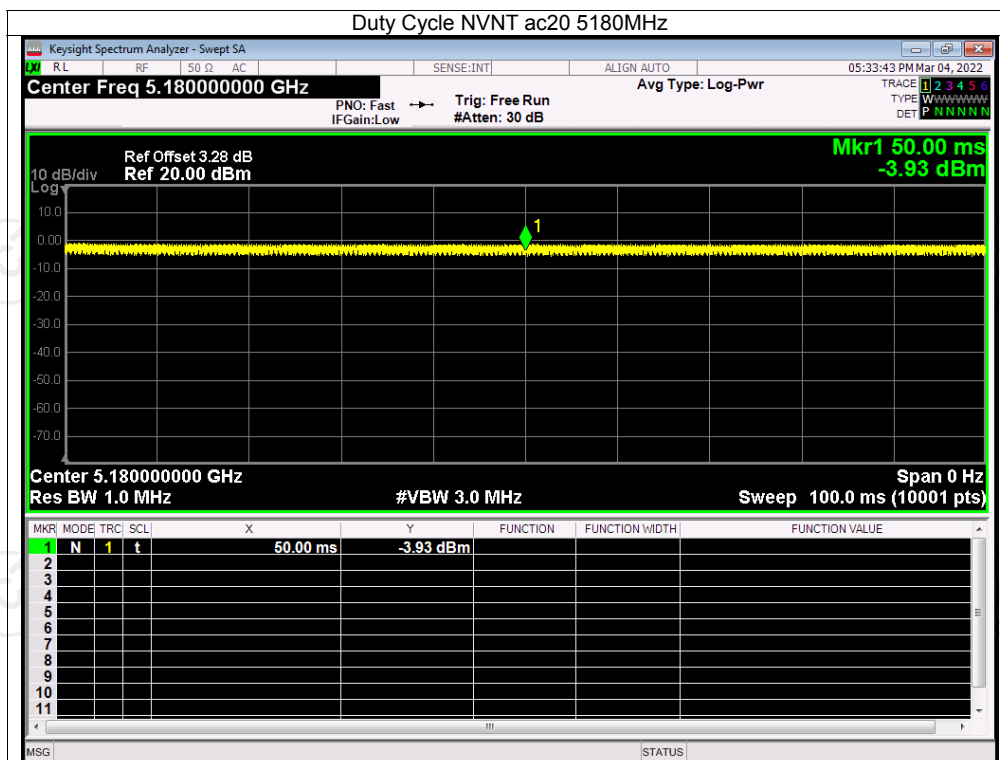 Duty Cycle NVNT ac20 5180MHz
Keysight Spectrum Analyzer - Swept SA
LXI RL RF 50 Ω AC SENSE:INT ALIGN AUTO 05:33:43 PM Mar 04, 2022
Center Freq 5.180000000 GHz Avg Type: Log-Pwr TRACE 1 2 3 4 5 6
PNO: Fast Trig: Free Run TYPE WWWWWW
IFGain:Low #Atten: 30 dB DET P N N N N N
Mkr1 50.00 ms
Ref Offset 3.28 dB
10 dB/div Ref 20.00 dBm -3.93 dBm
Log
10.0
1
0.00
-10.0
-20.0
-30.0
-40.0
-50.0
-60.0
-70.0
Center 5.180000000 GHz Span 0 Hz
Res BW 1.0 MHz #VBW 3.0 MHz Sweep 100.0 ms (10001 pts)
MKR MODE TRC SCL X Y FUNCTION FUNCTION WIDTH FUNCTION VALUE
1 N 1 t 50.00 ms -3.93 dBm
2
3
4
5
6
7
8
9
10
11
MSG STATUS